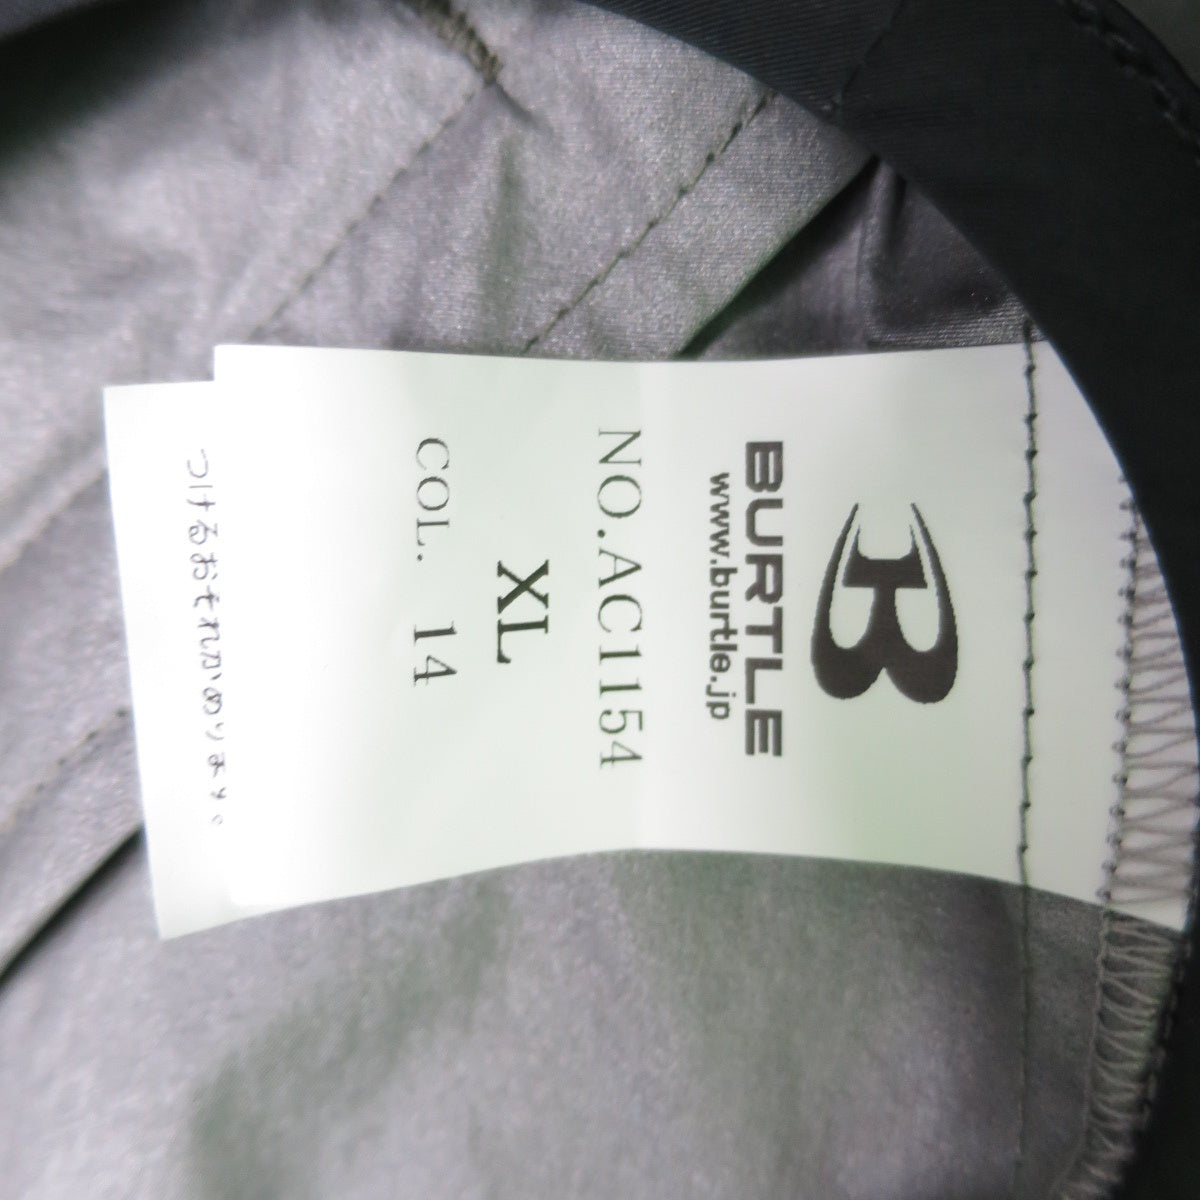 B
BURTLE
www.burtle.jp
NO.AC1154
XL
COL. 14
つけるおそれがあります。